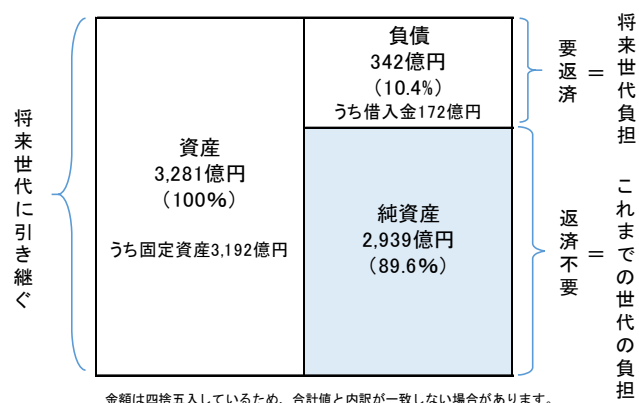 将来世代に引き継ぐ
資産
3,281億円
（100%）
うち固定資産3,192億円
負債
342億円
（10.4%）
うち借入金172億円
純資産
2,939億円
（89.6%）
要返済
＝
将来世代負担
返済不要
＝
これまでの世代の負担
金額は四捨五入しているため、合計値と内訳が一致しない場合があります。